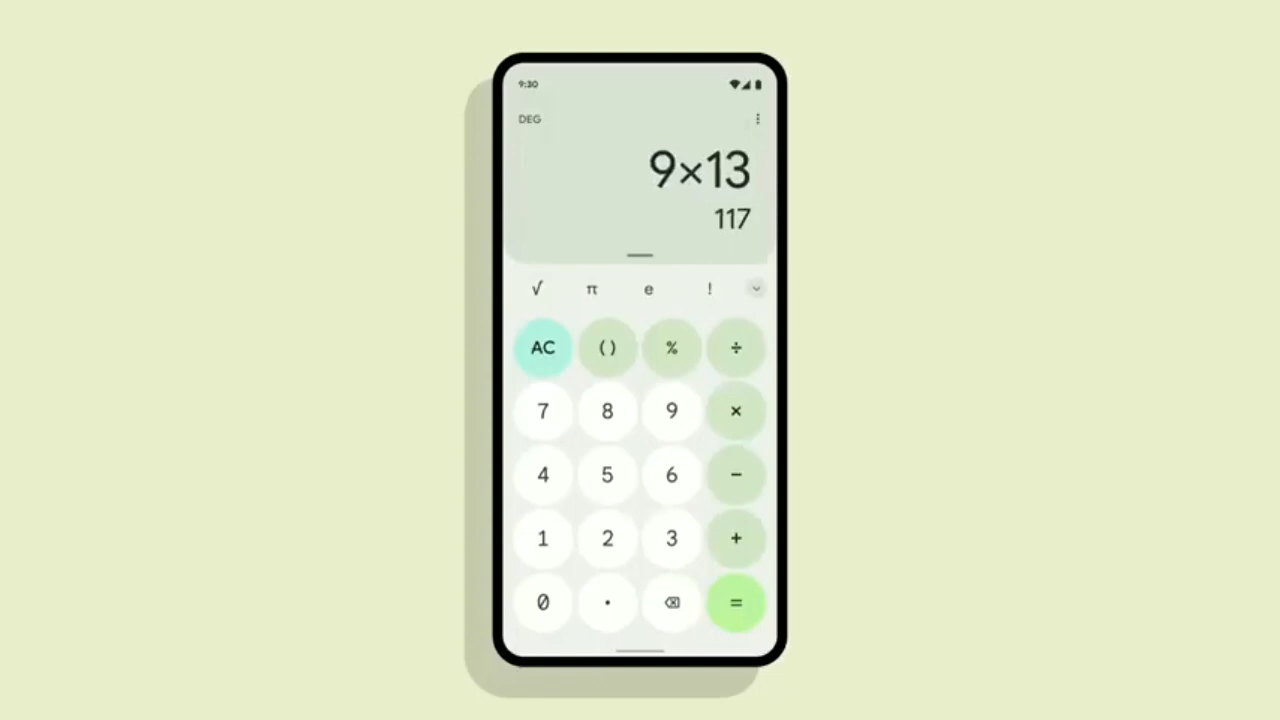 9:30
DEG
9×13
117
√ π e !
AC ( ) % ÷
7 8 9 ×
4 5 6 −
1 2 3 +
0 . =